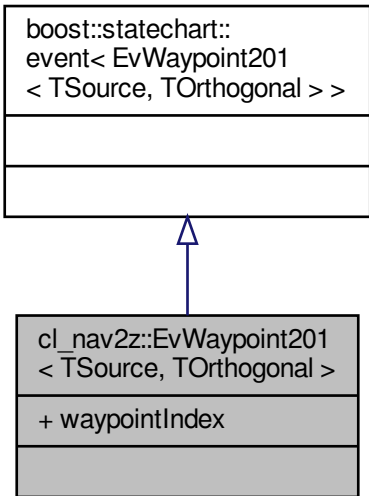 boost::statechart::
event< EvWaypoint201
< TSource, TOrthogonal > >
cl_nav2z::EvWaypoint201
< TSource, TOrthogonal >
+ waypointIndex